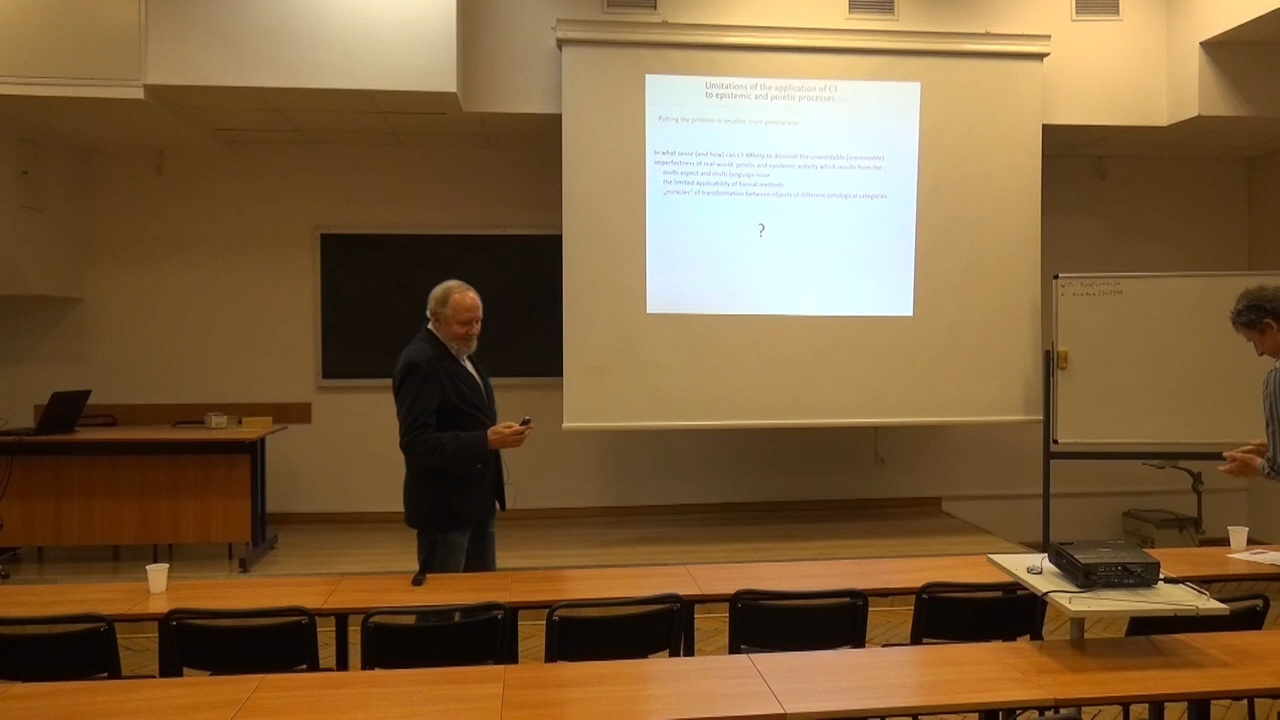 Limitations of the application of CT
to epistemic and poietic processes
Putting the problem in another, more general way
In what sense (and how) can CT help to diminish the unavoidable (irremovable)
imperfectness of real-world poietic and epistemic activity which results from the
multi-aspect and multi-language issue
the limited applicability of formal methods
„miracles" of transformation between objects of different ontological categories
?